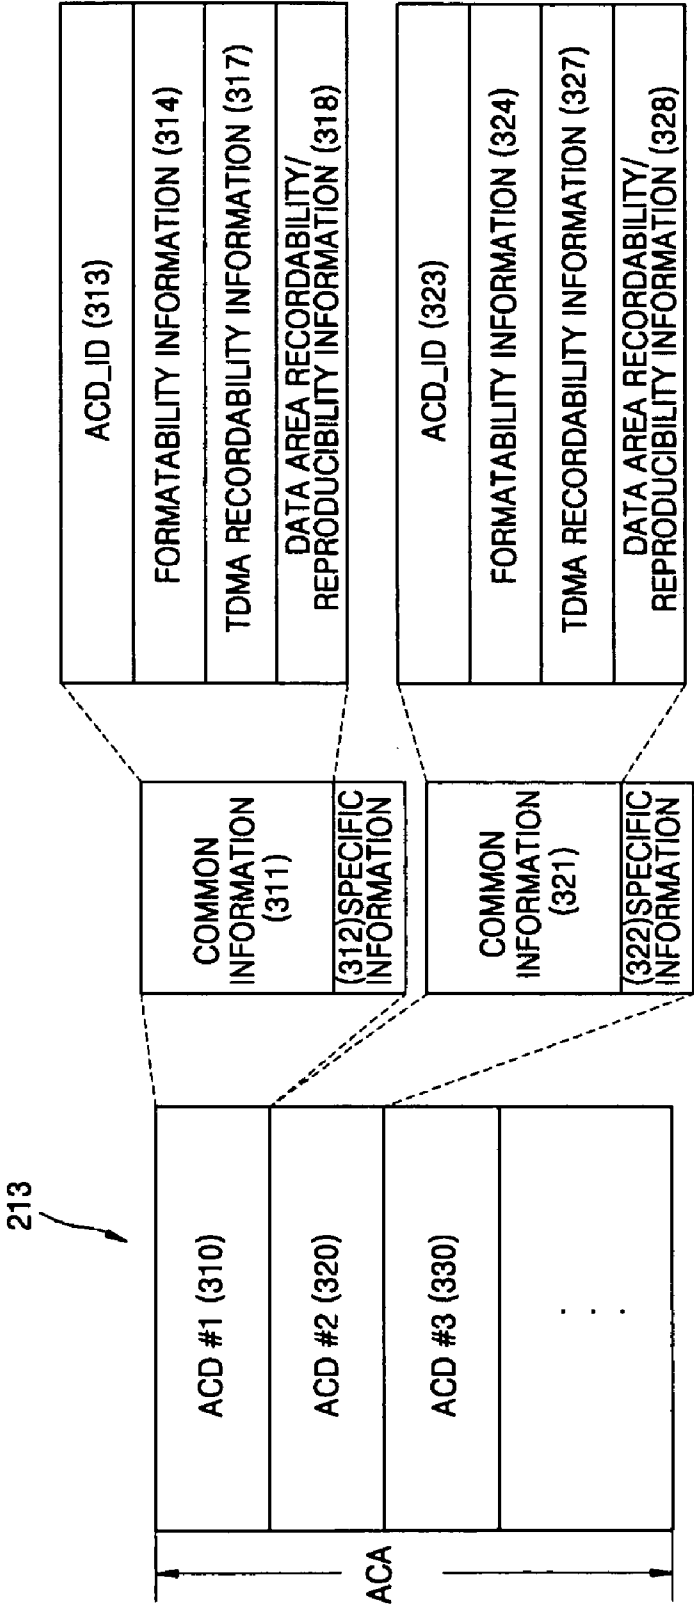 213
ACA
ACD #1 (310)
ACD #2 (320)
ACD #3 (330)
. . .
COMMON
INFORMATION
(311)
(312)SPECIFIC
INFORMATION
COMMON
INFORMATION
(321)
(322)SPECIFIC
INFORMATION
ACD_ID (313)
FORMATABILITY INFORMATION (314)
TDMA RECORDABILITY INFORMATION (317)
DATA AREA RECORDABILITY/
REPRODUCIBILITY INFORMATION (318)
ACD_ID (323)
FORMATABILITY INFORMATION (324)
TDMA RECORDABILITY INFORMATION (327)
DATA AREA RECORDABILITY/
REPRODUCIBILITY INFORMATION (328)